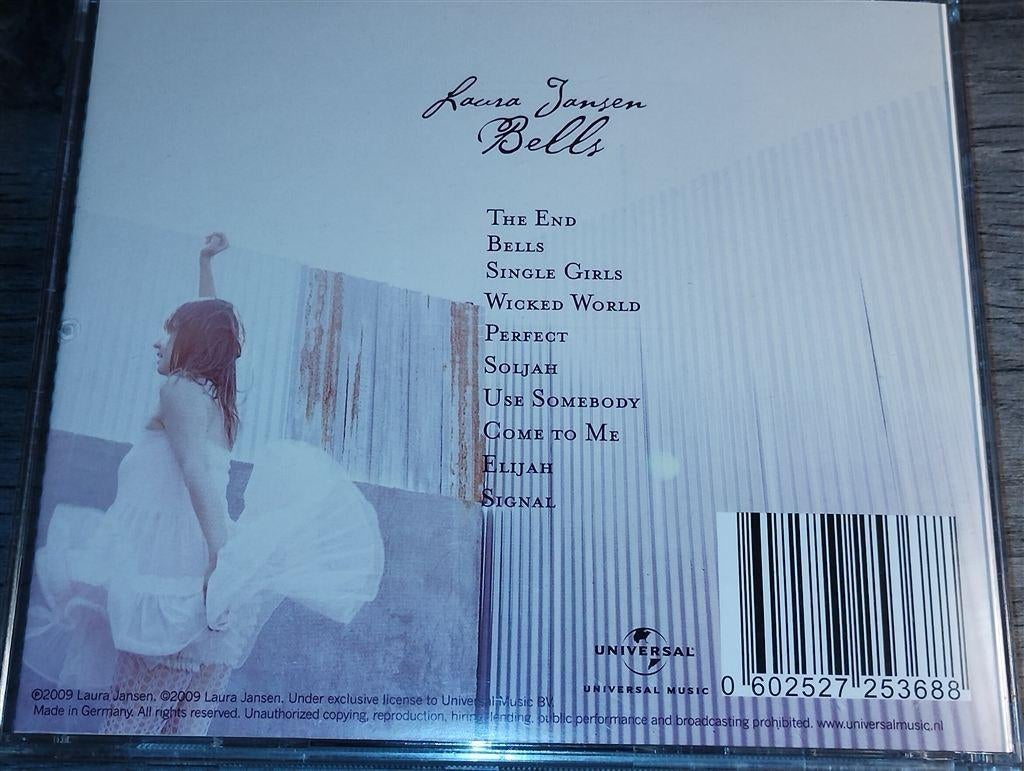 Laura Jansen
Bells
The End
Bells
Single Girls
Wicked World
Perfect
Soljah
Use Somebody
Come to Me
Elijah
Signal
UNIVERSAL
UNIVERSAL MUSIC
0 602527 253688
℗2009 Laura Jansen. ©2009 Laura Jansen. Under exclusive license to Universal Music BV.
Made in Germany. All rights reserved. Unauthorized copying, reproduction, hiring, lending, public performance and broadcasting prohibited. www.universalmusic.nl